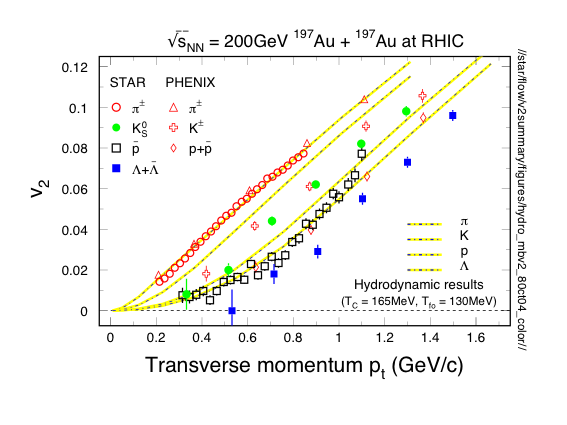 √s̅NN = 200GeV ¹⁹⁷Au + ¹⁹⁷Au at RHIC
STAR PHENIX
π± π±
K⁰S K±
p̄ p+p̄
Λ+Λ̄
π
K
p
Λ
Hydrodynamic results
(TC = 165MeV, Tfo = 130MeV)
v2
0.12
0.1
0.08
0.06
0.04
0.02
0
0 0.2 0.4 0.6 0.8 1 1.2 1.4 1.6
Transverse momentum pt (GeV/c)
//star/flow/v2summary/figures/hydro_mbv2_80ct04_color//